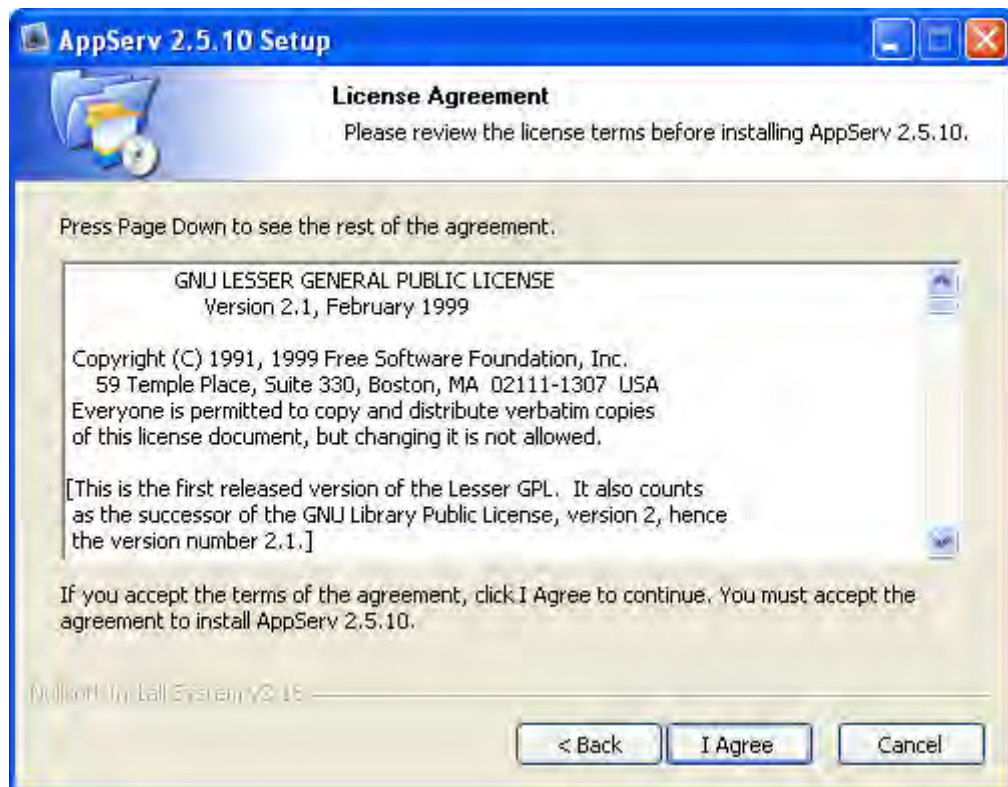 AppServ 2.5.10 Setup
License Agreement
Please review the license terms before installing AppServ 2.5.10.
Press Page Down to see the rest of the agreement.
GNU LESSER GENERAL PUBLIC LICENSE
Version 2.1, February 1999
Copyright (C) 1991, 1999 Free Software Foundation, Inc.
59 Temple Place, Suite 330, Boston, MA 02111-1307 USA
Everyone is permitted to copy and distribute verbatim copies
of this license document, but changing it is not allowed.
[This is the first released version of the Lesser GPL. It also counts
as the successor of the GNU Library Public License, version 2, hence
the version number 2.1.]
If you accept the terms of the agreement, click I Agree to continue. You must accept the
agreement to install AppServ 2.5.10.
Nullsoft Install System
< Back I Agree Cancel